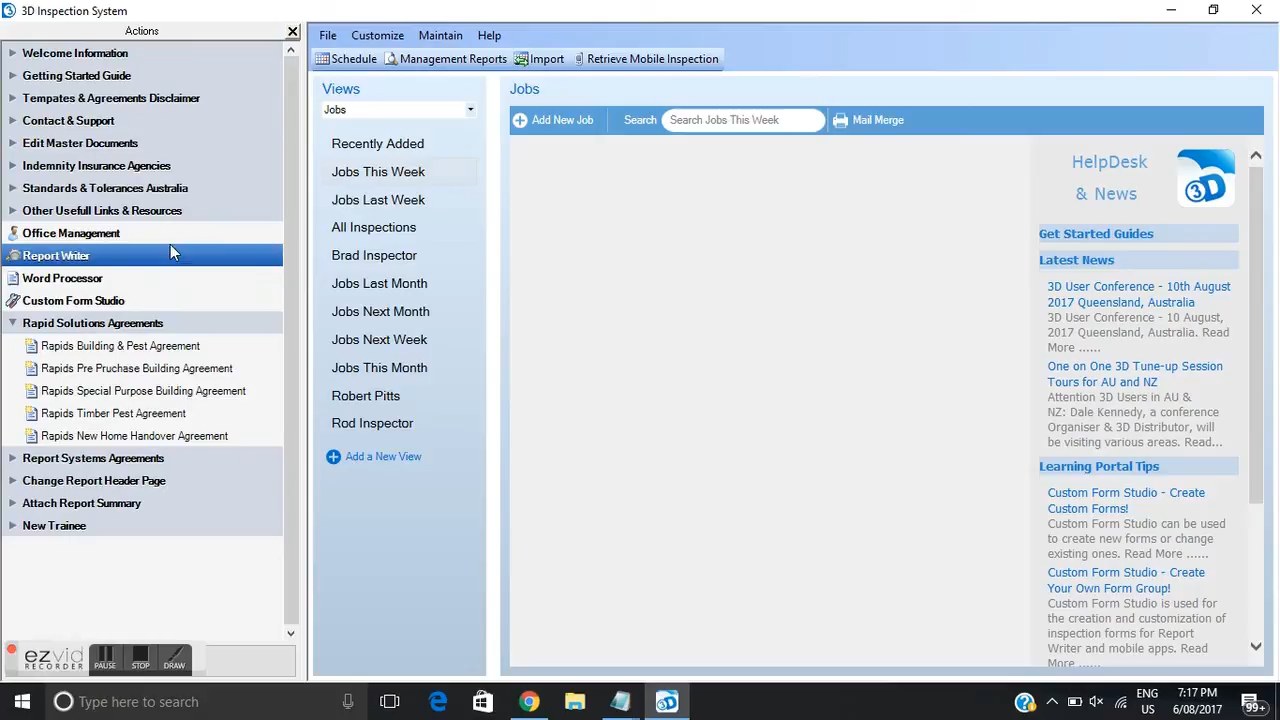 3D Inspection System
Actions
Welcome Information
Getting Started Guide
Tempates & Agreements Disclaimer
Contact & Support
Edit Master Documents
Indemnity Insurance Agencies
Standards & Tolerances Australia
Other Usefull Links & Resources
Office Management
Report Writer
Word Processor
Custom Form Studio
Rapid Solutions Agreements
Rapids Building & Pest Agreement
Rapids Pre Pruchase Building Agreement
Rapids Special Purpose Building Agreement
Rapids Timber Pest Agreement
Rapids New Home Handover Agreement
Report Systems Agreements
Change Report Header Page
Attach Report Summary
New Trainee
ezvid
RECORDER
PAUSE
STOP
DRAW
File Customize Maintain Help
Schedule Management Reports Import Retrieve Mobile Inspection
Views
Jobs
Recently Added
Jobs This Week
Jobs Last Week
All Inspections
Brad Inspector
Jobs Last Month
Jobs Next Month
Jobs Next Week
Jobs This Month
Robert Pitts
Rod Inspector
Add a New View
Jobs
Add New Job Search Search Jobs This Week Mail Merge
HelpDesk
& News
3D
Get Started Guides
Latest News
3D User Conference - 10th August
2017 Queensland, Australia
3D User Conference - 10 August,
2017 Queensland, Australia. Read
More ......
One on One 3D Tune-up Session
Tours for AU and NZ
Attention 3D Users in AU &
NZ: Dale Kennedy, a conference
Organiser & 3D Distributor, will
be visiting various areas. Read...
Learning Portal Tips
Custom Form Studio - Create
Custom Forms!
Custom Form Studio can be used
to create new forms or change
existing ones. Read More ......
Custom Form Studio - Create
Your Own Form Group!
Custom Form Studio is used for
the creation and customization of
inspection forms for Report
Writer and mobile apps. Read
More ......
Type here to search
3D
ENG
US
7:17 PM
6/08/2017
99+